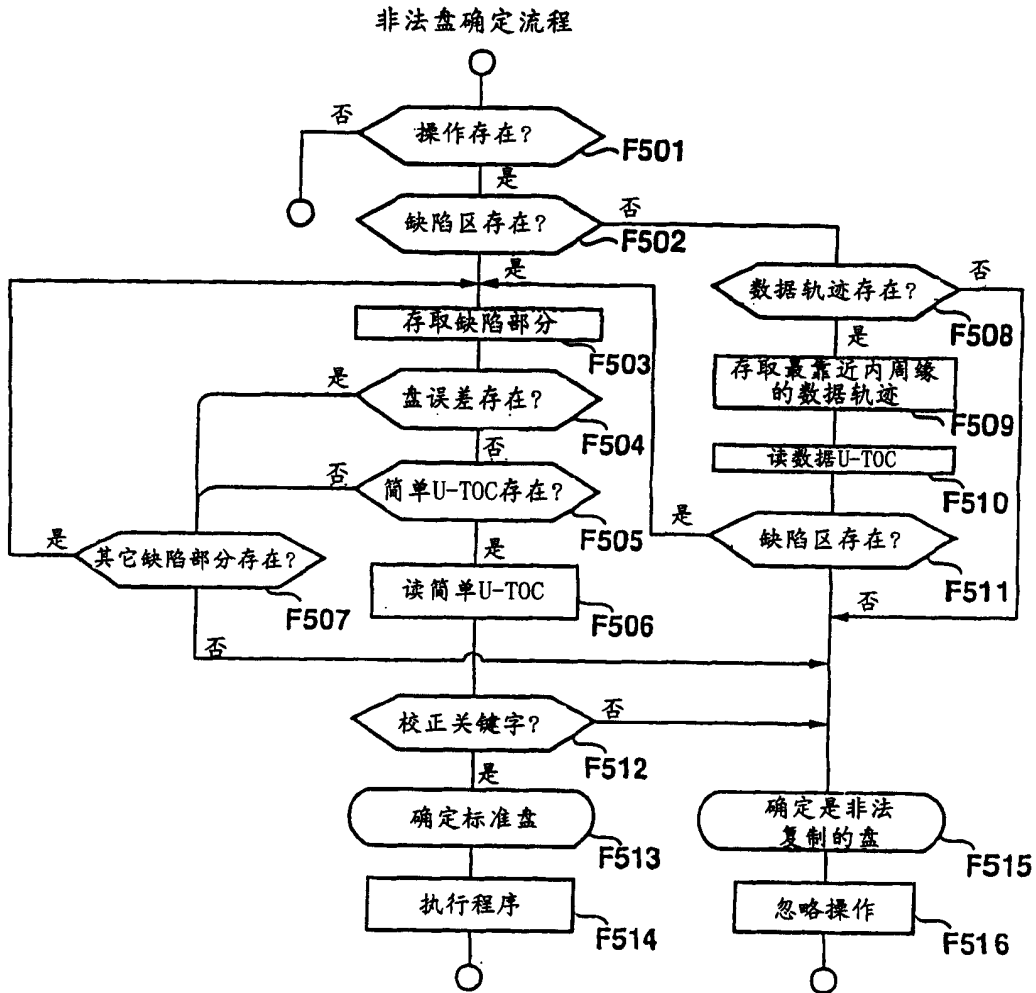 非法盘确定流程
否
操作存在?
F501
是
缺陷区存在?
否
F502
是
数据轨迹存在?
否
F508
存取缺陷部分
F503
是
存取最靠近内周缘
的数据轨迹
F509
是
盘误差存在?
F504
否
读数据U-TOC
F510
否
简单U-TOC存在?
F505
是
缺陷区存在?
F511
是
其它缺陷部分存在?
F507
是
读简单U-TOC
F506
否
否
校正关键字?
否
F512
是
确定标准盘
F513
确定是非法
复制的盘
F515
执行程序
F514
忽略操作
F516